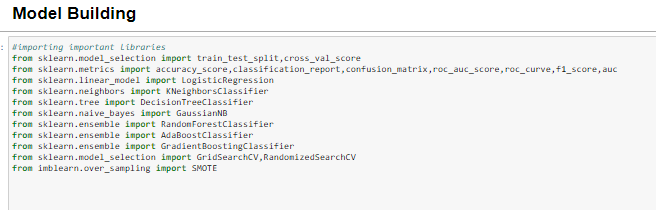 Model Building
: #importing important libraries
from sklearn.model_selection import train_test_split,cross_val_score
from sklearn.metrics import accuracy_score,classification_report,confusion_matrix,roc_auc_score,roc_curve,f1_score,auc
from sklearn.linear_model import LogisticRegression
from sklearn.neighbors import KNeighborsClassifier
from sklearn.tree import DecisionTreeClassifier
from sklearn.naive_bayes import GaussianNB
from sklearn.ensemble import RandomForestClassifier
from sklearn.ensemble import AdaBoostClassifier
from sklearn.ensemble import GradientBoostingClassifier
from sklearn.model_selection import GridSearchCV,RandomizedSearchCV
from imblearn.over_sampling import SMOTE